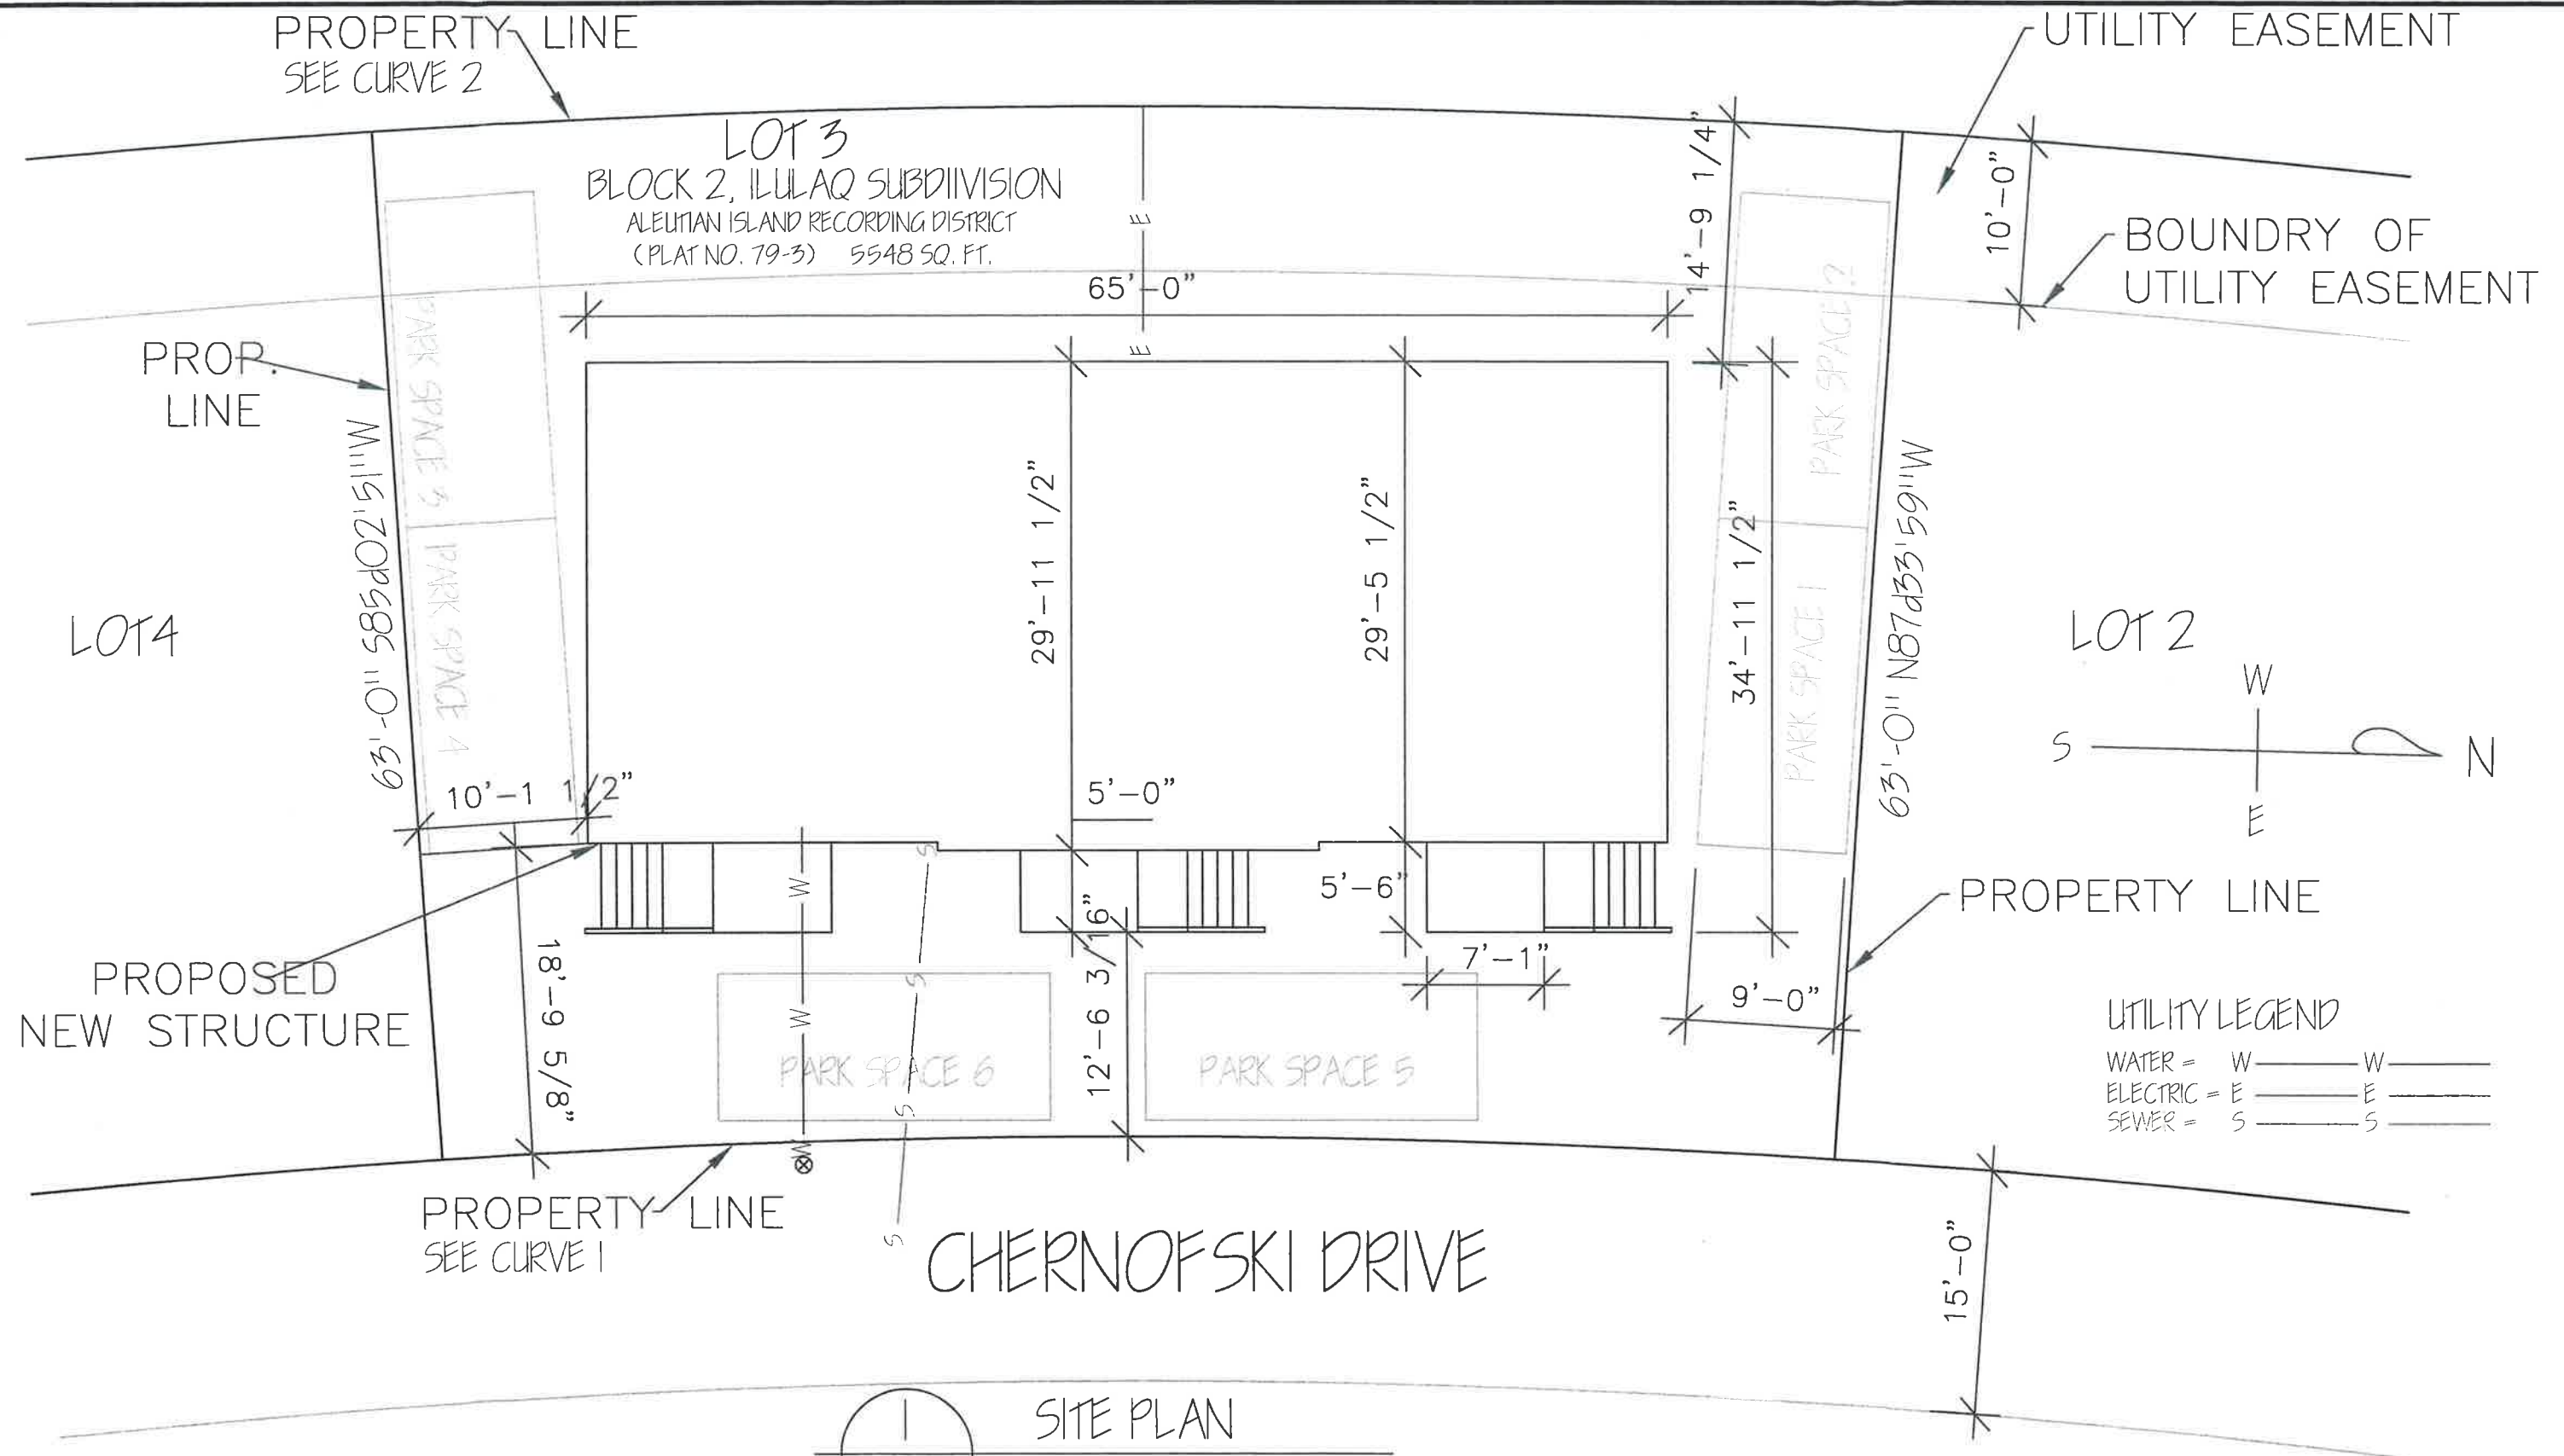 PROPERTY LINE
SEE CURVE 2
UTILITY EASEMENT
LOT 3
BLOCK 2, ILULAQ SUBDIIVISION
ALEUTIAN ISLAND RECORDING DISTRICT
(PLAT NO. 79-3) 5548 SQ. FT.
E
E
65'-0"
14'-9 1/4"
10'-0"
BOUNDRY OF
UTILITY EASEMENT
PROP.
LINE
PARK SPACE 3
PARK SPACE 4
63'-0" S85d02'51"W
29'-11 1/2"
29'-5 1/2"
34'-11 1/2"
PARK SPACE 2
PARK SPACE 1
63'-0" N87d33'59"W
LOT 4
LOT 2
W
S
N
E
10'-1 1/2"
5'-0"
5'-6"
7'-1"
9'-0"
PROPERTY LINE
PROPOSED
NEW STRUCTURE
18'-9 5/8"
W
W
W
S
S
S
S
12'-6 3/16"
PARK SPACE 6
PARK SPACE 5
UTILITY LEGEND
WATER = W W
ELECTRIC = E E
SEWER = S S
PROPERTY LINE
SEE CURVE 1
CHERNOFSKI DRIVE
15'-0"
1
SITE PLAN